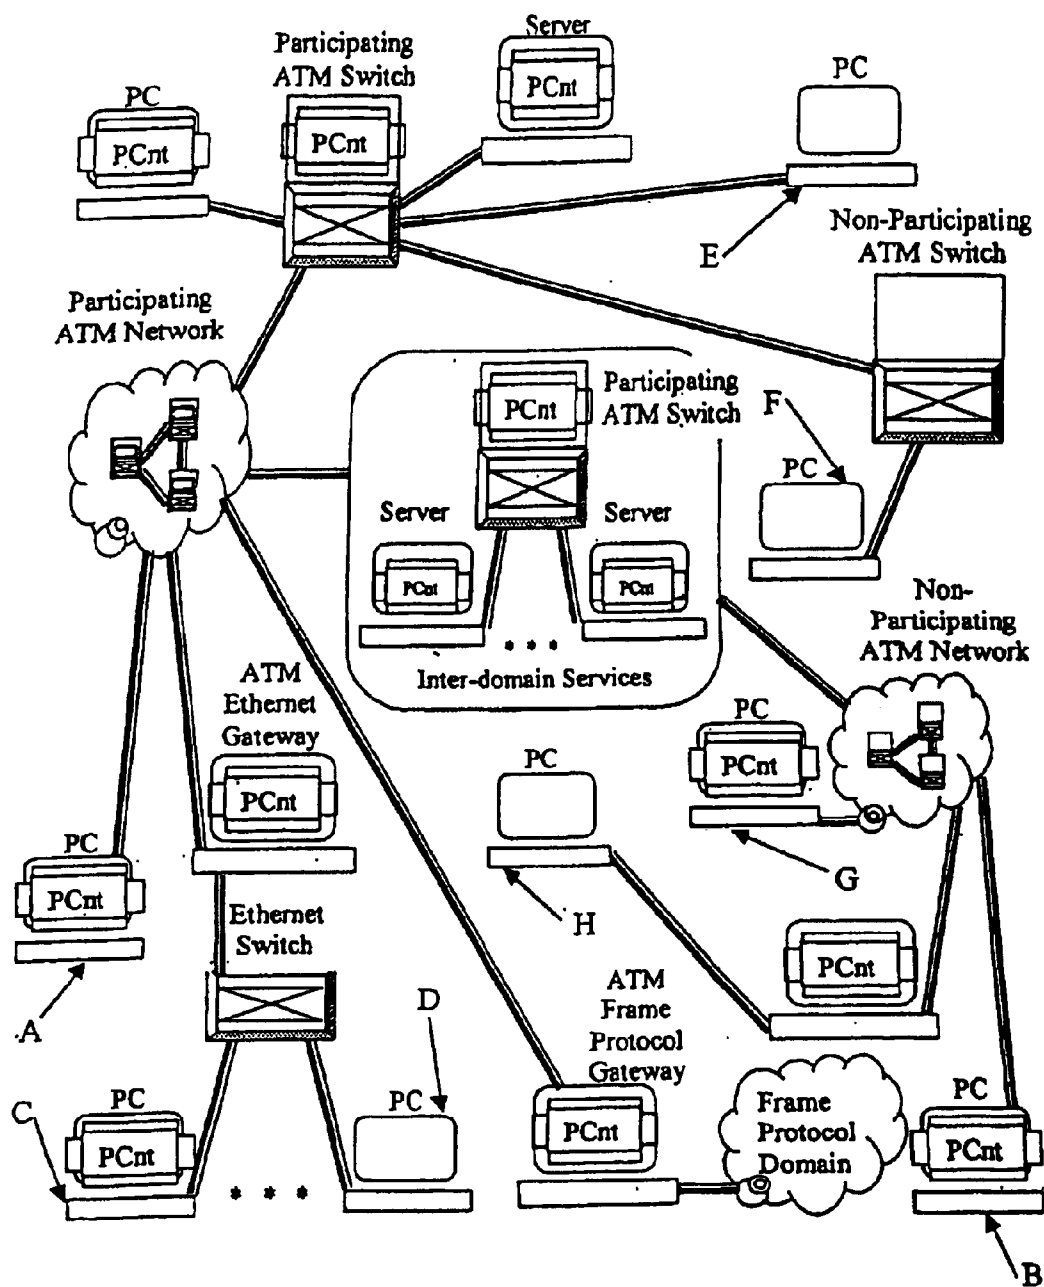 Server
Participating
ATM Switch
PCnt
PC
PC
PCnt
PCnt
Non-Participating
ATM Switch
E
Participating
ATM Network
Participating
ATM Switch
PCnt
F
PC
Server
Server
PCnt
PCnt
* * *
Inter-domain Services
Non-
Participating
ATM Network
ATM
Ethernet
Gateway
PCnt
PC
PCnt
PC
G
PC
PCnt
Ethernet
Switch
H
PCnt
A
D
ATM
Frame
Protocol
Gateway
PCnt
C
PC
PCnt
* * *
PC
Frame
Protocol
Domain
PC
PCnt
B